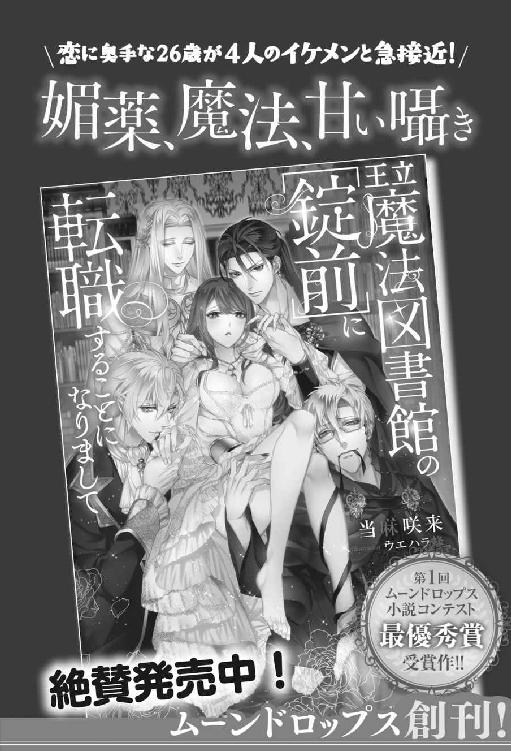 恋に奥手な26歳が4人のイケメンと急接近!
媚薬、魔法、甘い囁き
王立魔法図書館の
[錠前]に
転職することに
なりまして
当麻咲来
ウエハラ蜂
第1回
ムーンドロップス
小説コンテスト
最優秀賞
受賞作!!
絶賛発売中!
ムーンドロップス創刊!